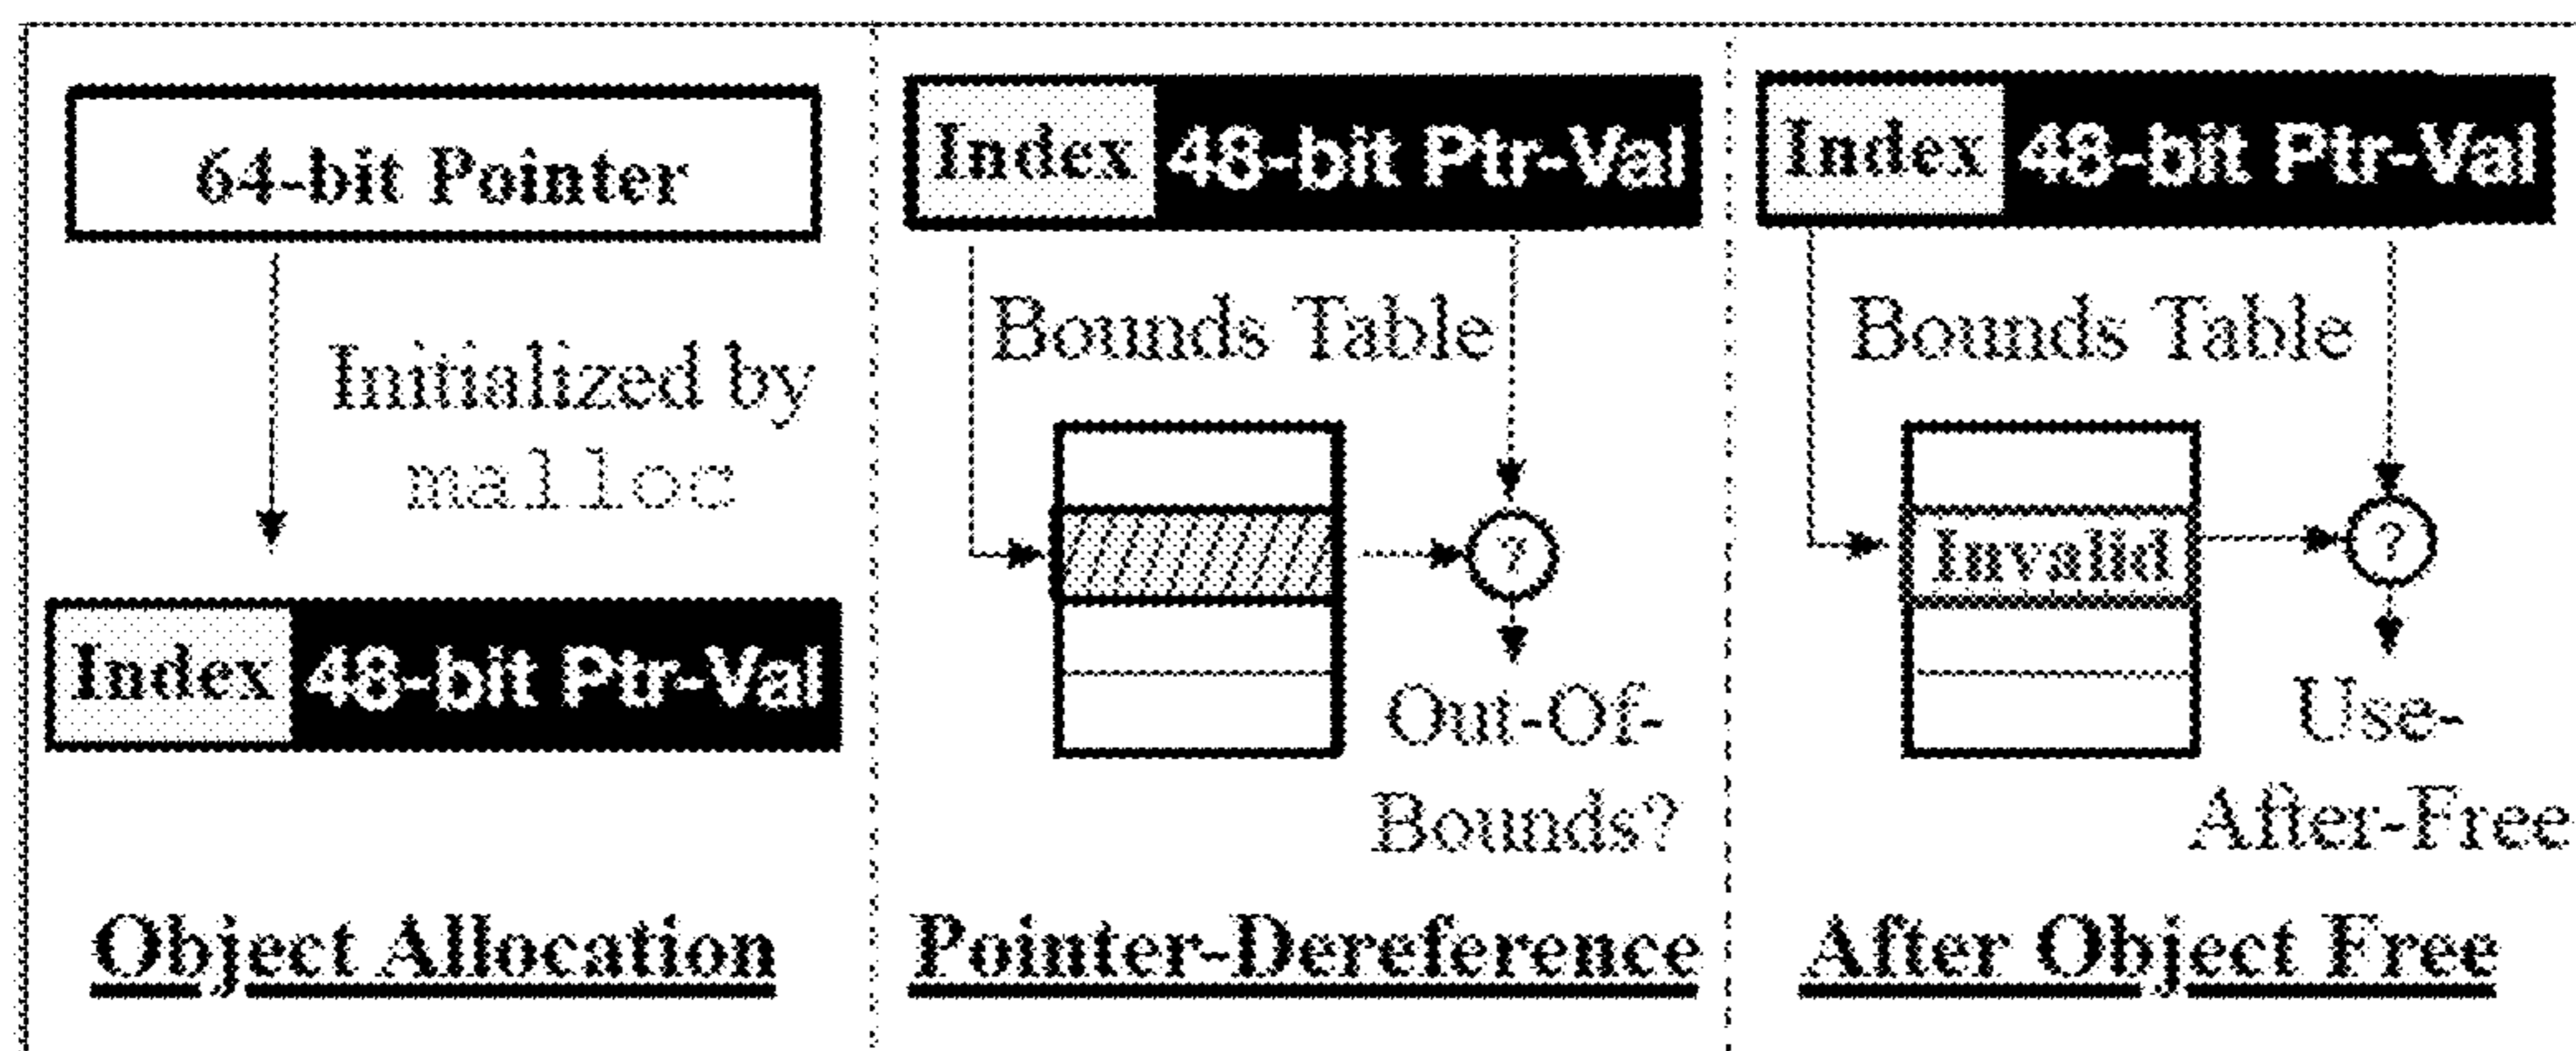 64-bit Pointer
Initialized by
malloc
Index 48-bit Ptr-Val
Object Allocation
Index 48-bit Ptr-Val
Bounds Table
?
Out-Of-
Bounds?
Pointer-Dereference
Index 48-bit Ptr-Val
Bounds Table
Invalid
?
Use-
After-Free
After Object Free